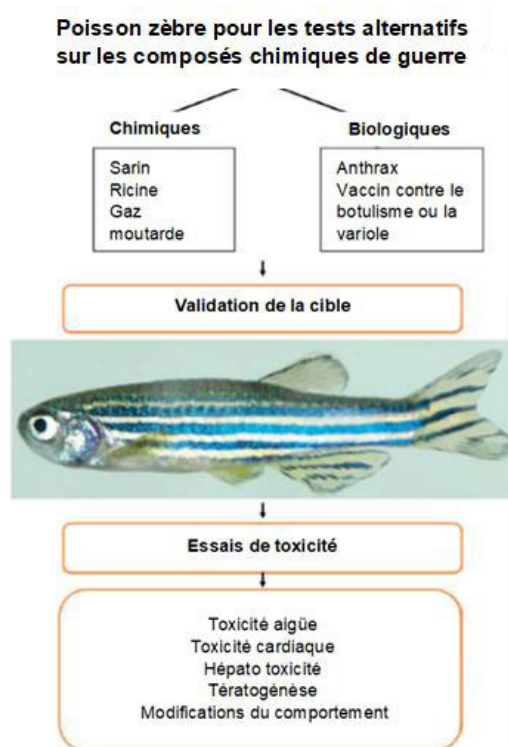 Poisson zèbre pour les tests alternatifs
sur les composés chimiques de guerre
Chimiques
Sarin
Ricine
Gaz
moutarde
Biologiques
Anthrax
Vaccin contre le
botulisme ou la
variole
Validation de la cible
Essais de toxicité
Toxicité aigüe
Toxicité cardiaque
Hépato toxicité
Tératogénèse
Modifications du comportement